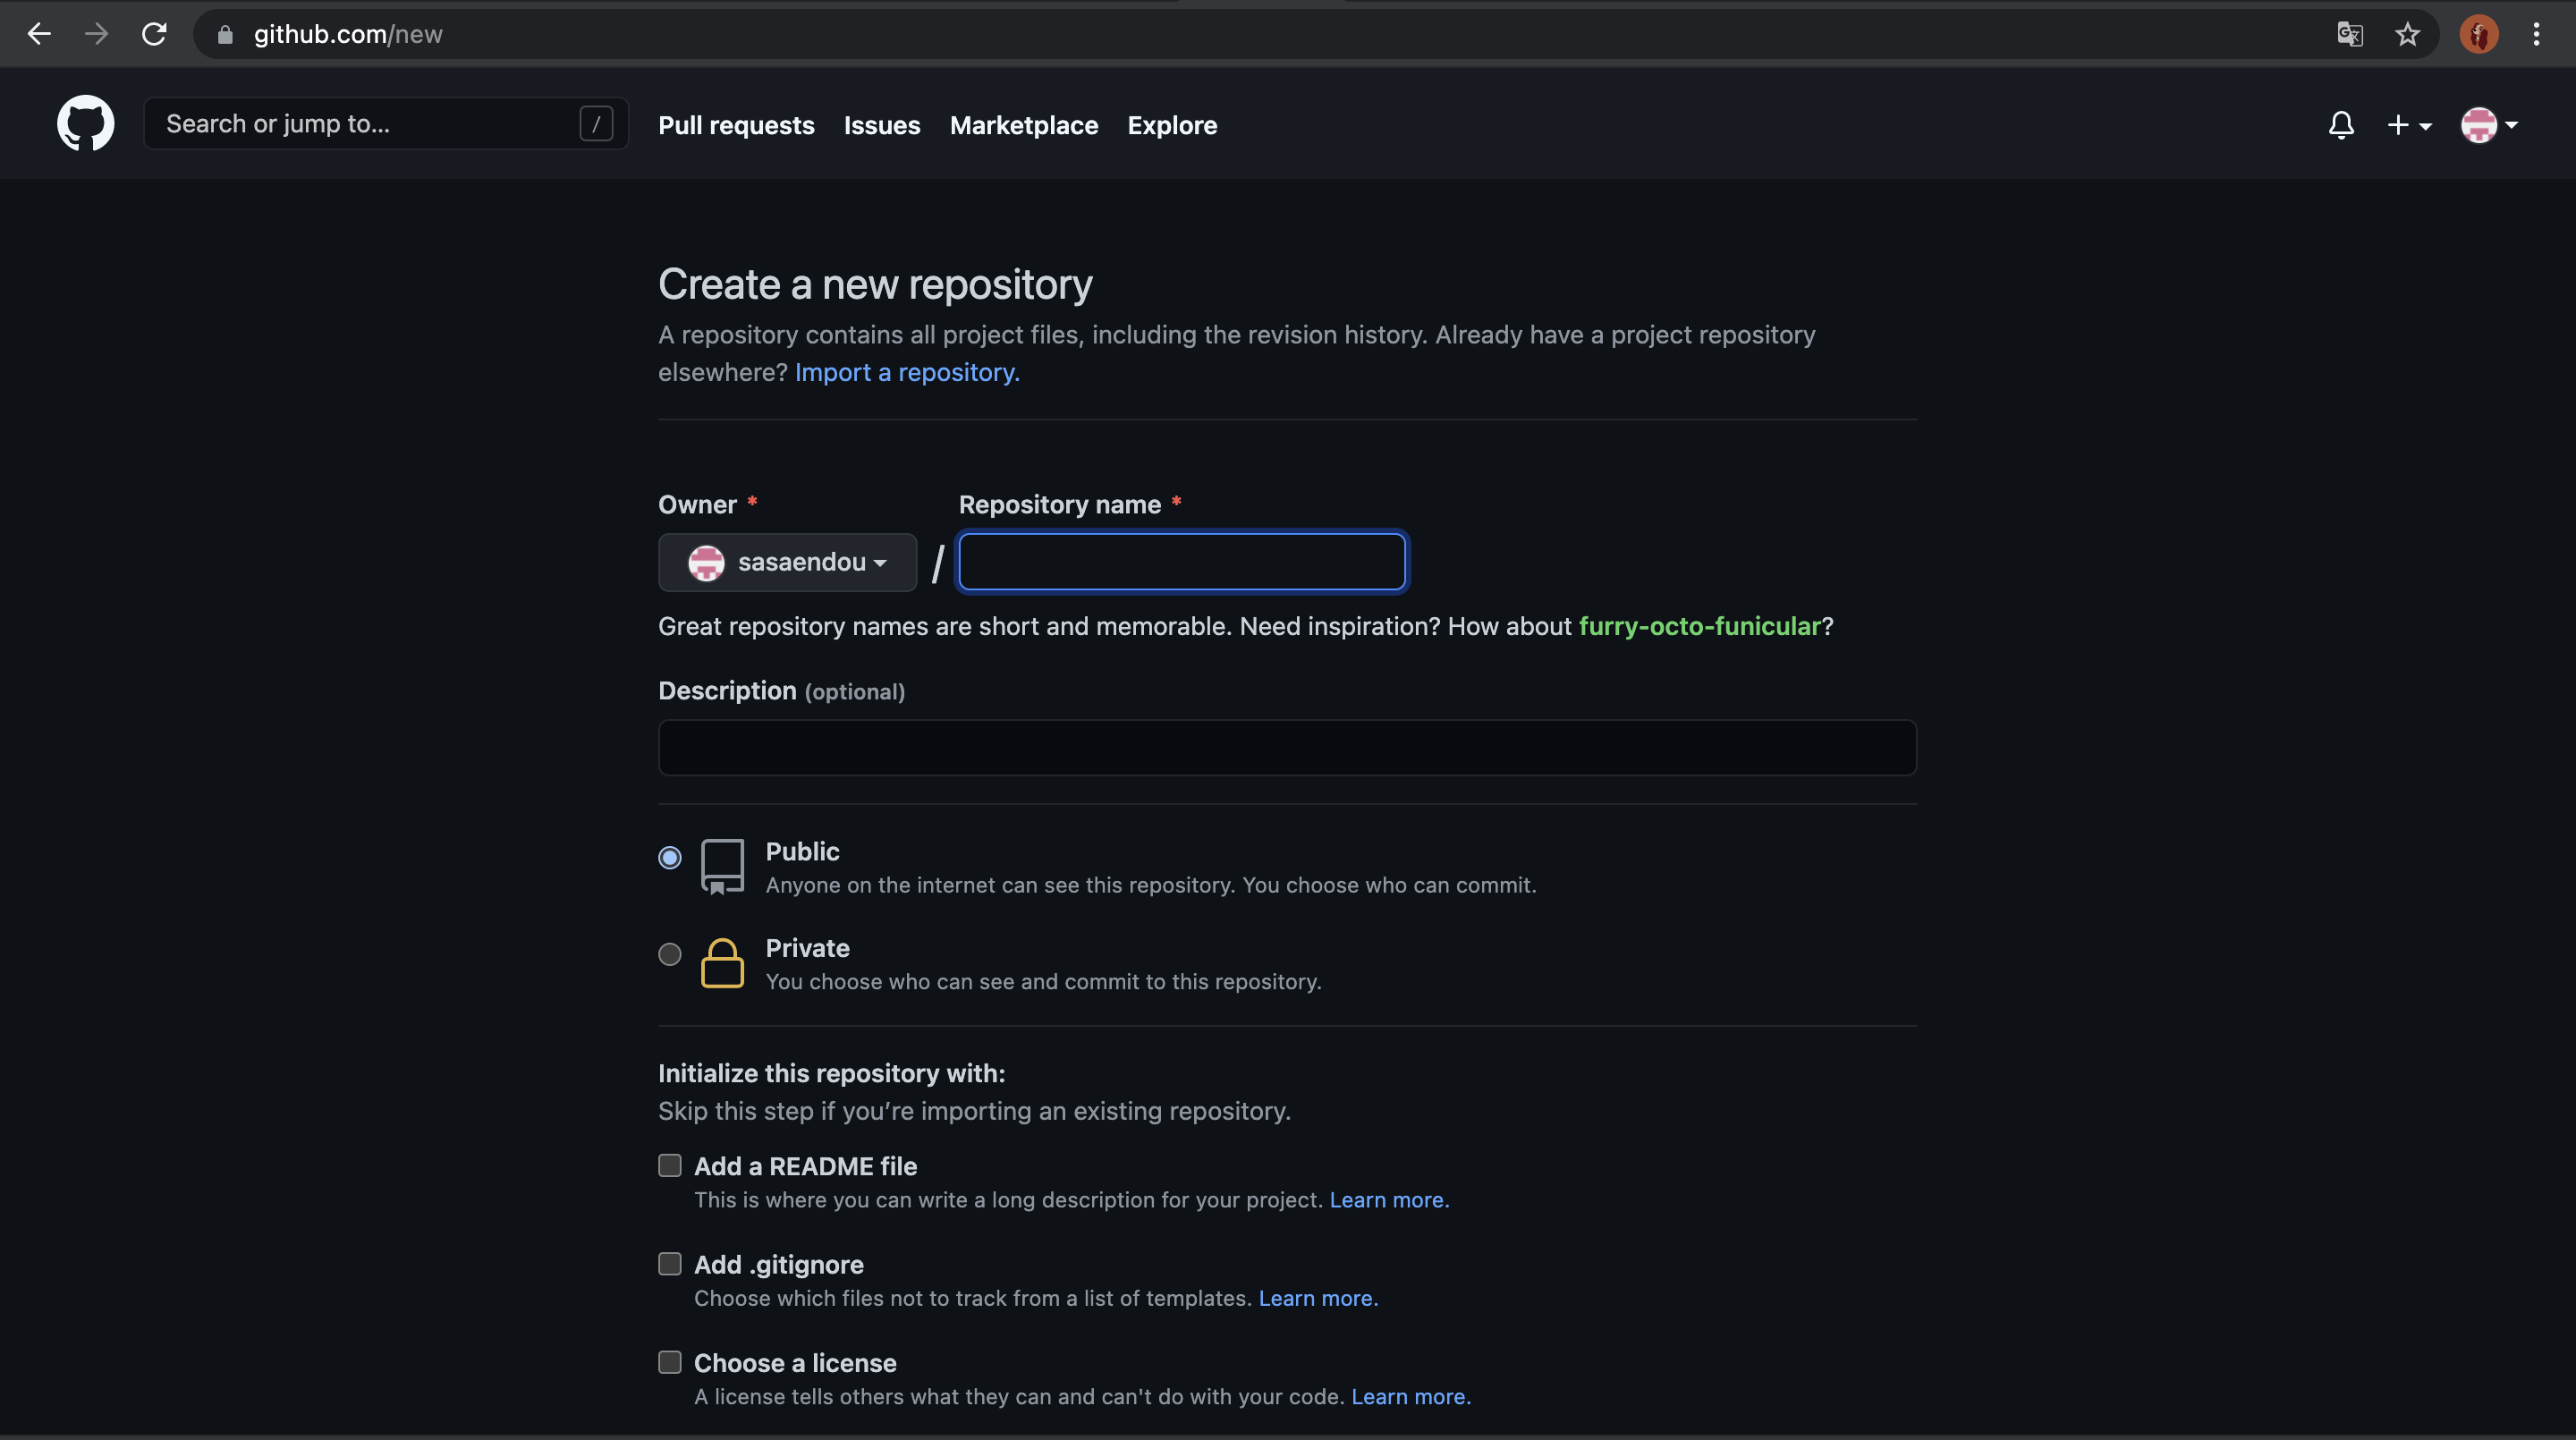 github.com/new
Search or jump to... /
Pull requests Issues Marketplace Explore
Create a new repository
A repository contains all project files, including the revision history. Already have a project repository
elsewhere? Import a repository.
Owner * Repository name *
sasaendou /
Great repository names are short and memorable. Need inspiration? How about furry-octo-funicular?
Description (optional)
Public
Anyone on the internet can see this repository. You choose who can commit.
Private
You choose who can see and commit to this repository.
Initialize this repository with:
Skip this step if you’re importing an existing repository.
Add a README file
This is where you can write a long description for your project. Learn more.
Add .gitignore
Choose which files not to track from a list of templates. Learn more.
Choose a license
A license tells others what they can and can't do with your code. Learn more.